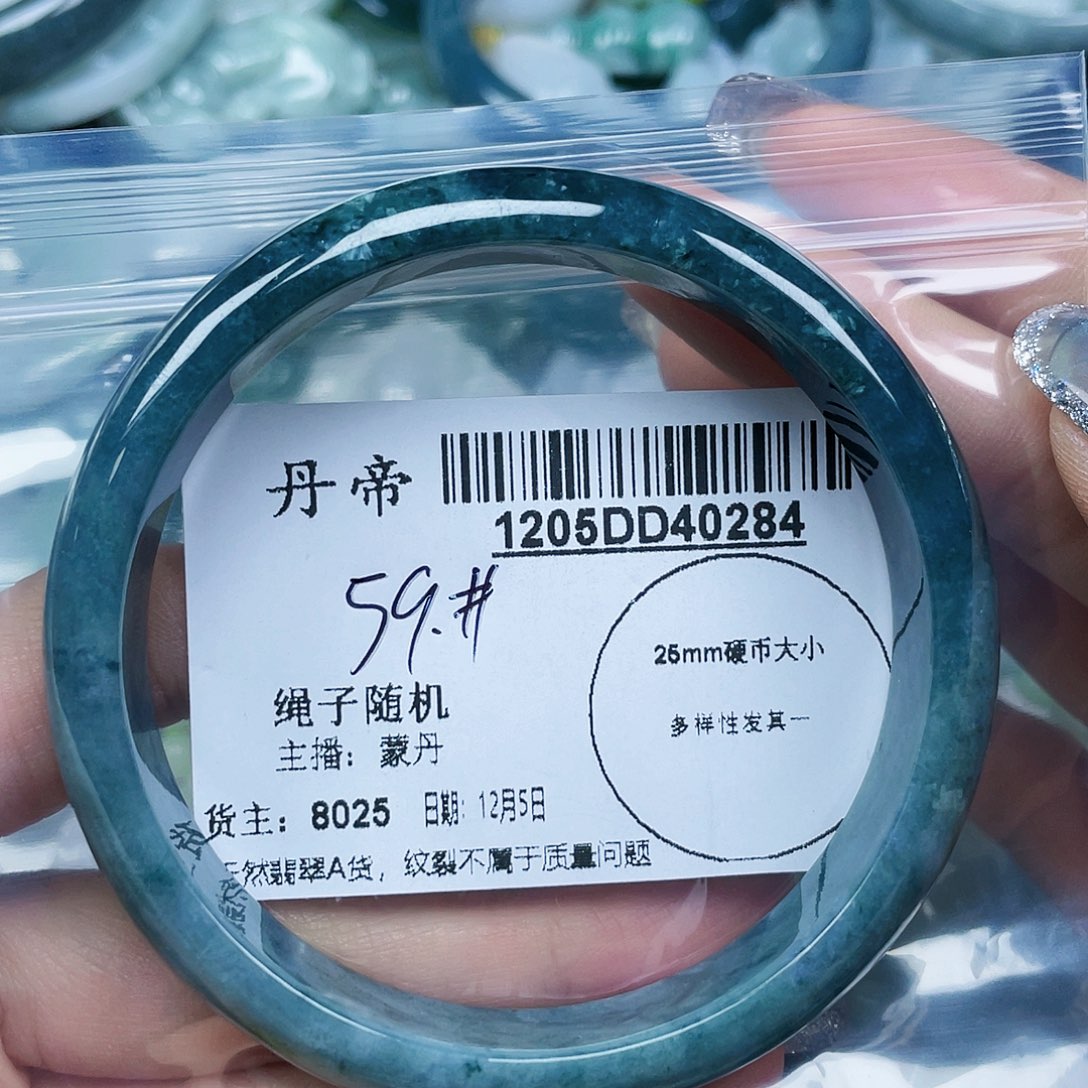 丹帝
1205DD40284
59.#
25mm硬币大小
多样性发其一
绳子随机
主播：蒙丹
货主：8025 日期：12月5日
天然翡翠A货，纹裂不属于质量问题